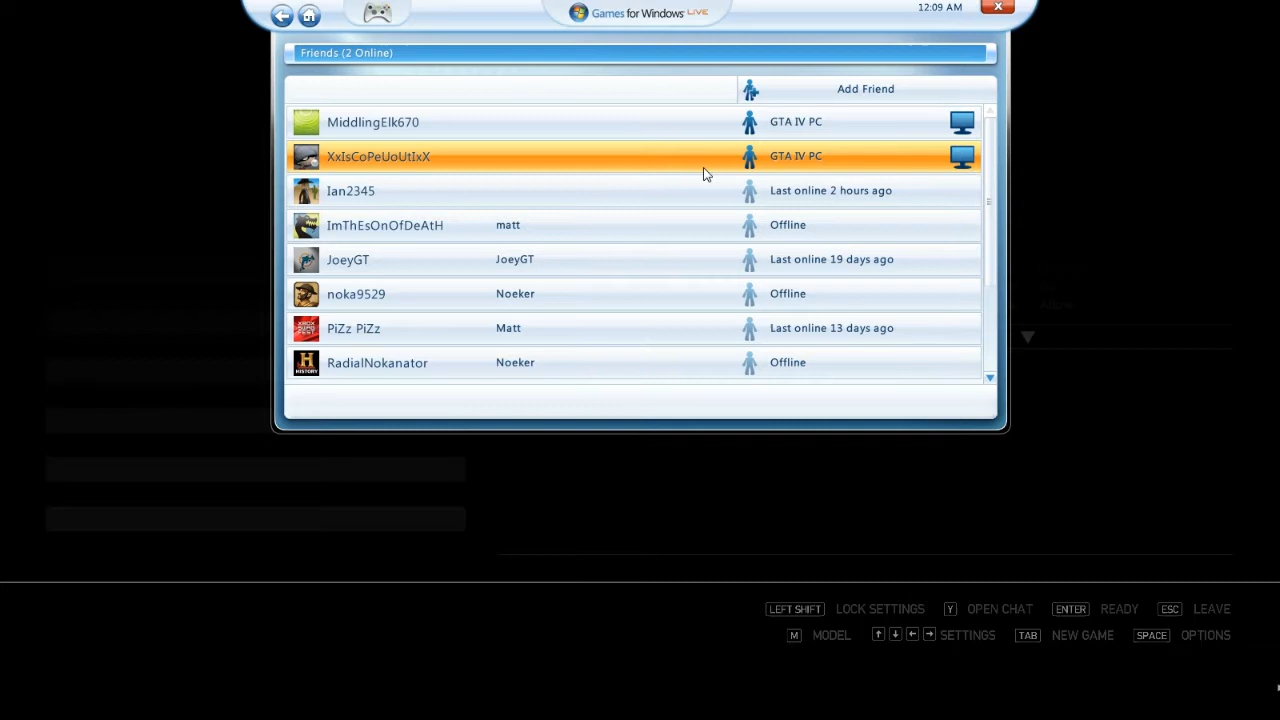 Games for Windows LIVE
12:09 AM
Friends (2 Online)
Add Friend
MiddlingElk670 GTA IV PC
XxIsCoPeUoUtIxX GTA IV PC
Ian2345 Last online 2 hours ago
ImThEsOnOfDeAtH matt Offline
JoeyGT JoeyGT Last online 19 days ago
noka9529 Noeker Offline
PiZz PiZz Matt Last online 13 days ago
H HISTORY RadialNokanator Noeker Offline
Allow
LEFT SHIFT LOCK SETTINGS Y OPEN CHAT ENTER READY ESC LEAVE
M MODEL SETTINGS TAB NEW GAME SPACE OPTIONS